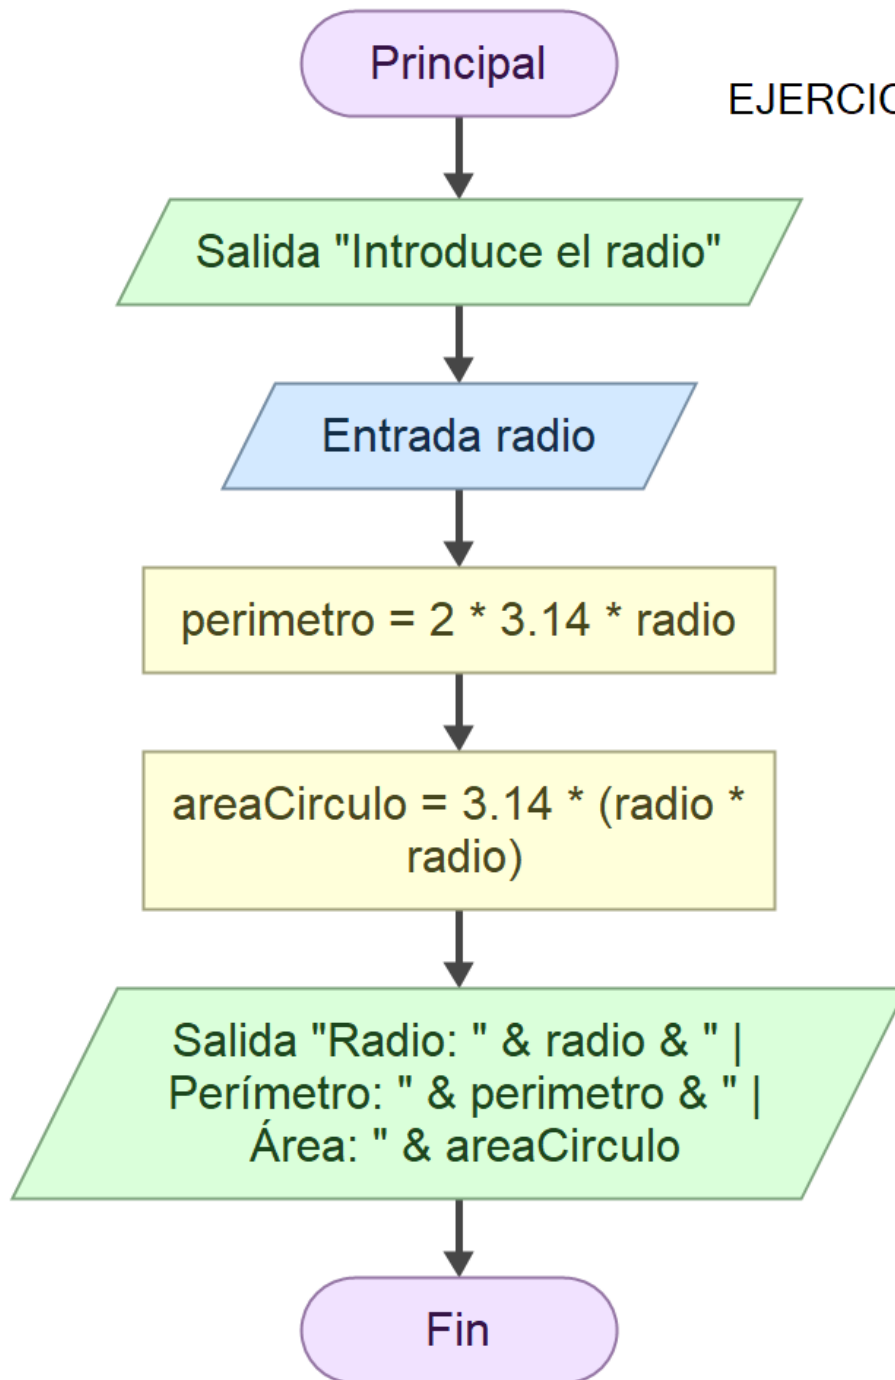 Principal
EJERCIC
Salida "Introduce el radio"
Entrada radio
perimetro = 2 * 3.14 * radio
areaCirculo = 3.14 * (radio *
radio)
Salida "Radio: " & radio & " |
Perímetro: " & perimetro & " |
Área: " & areaCirculo
Fin